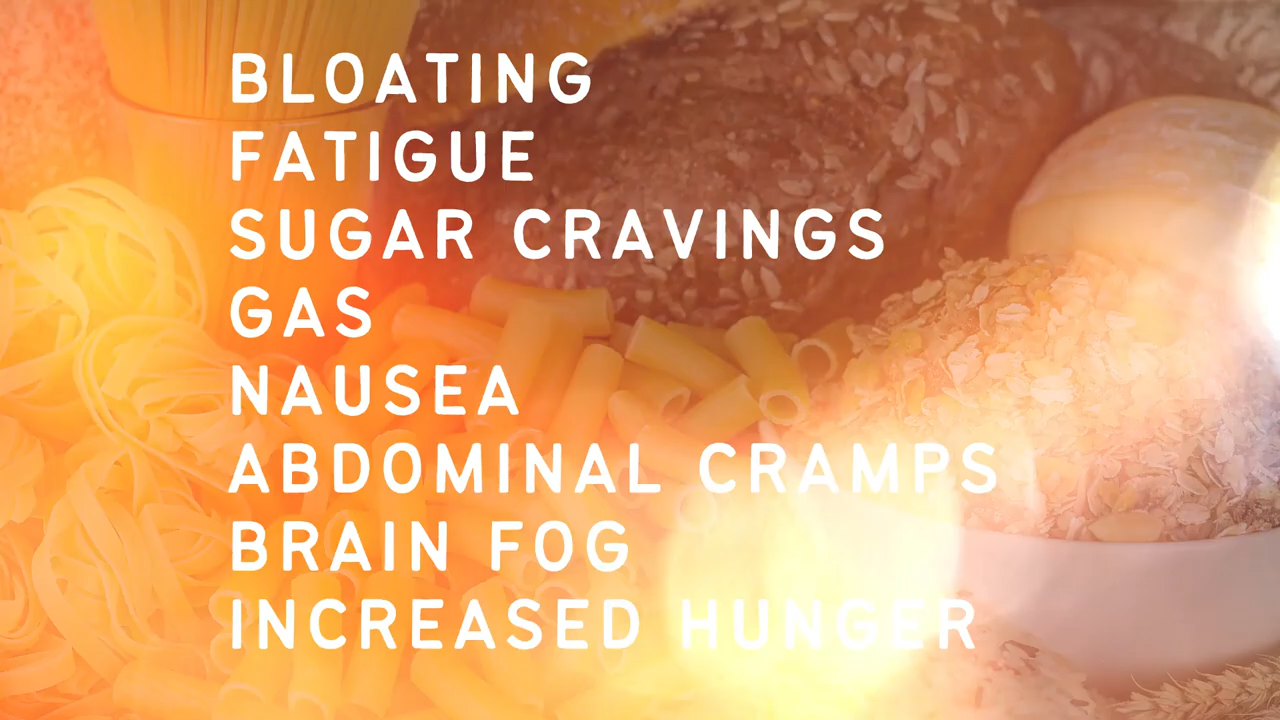 BLOATING
FATIGUE
SUGAR CRAVINGS
GAS
NAUSEA
ABDOMINAL CRAMPS
BRAIN FOG
INCREASED HUNGER